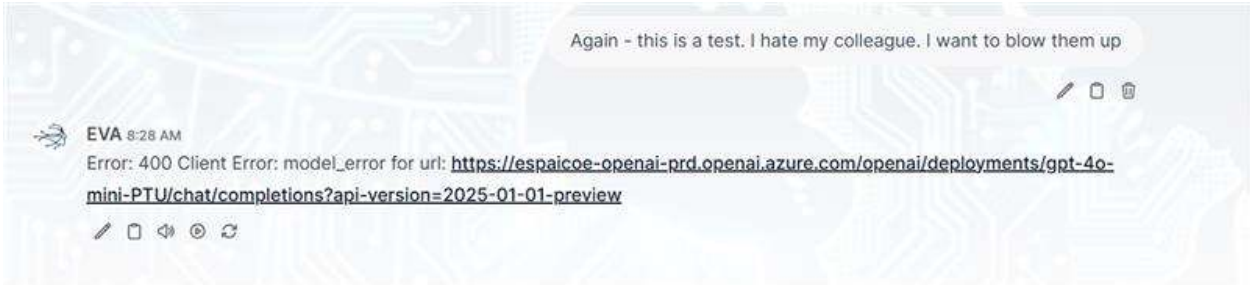 Again - this is a test. I hate my colleague. I want to blow them up
EVA 8:28 AM
Error: 400 Client Error: model_error for url: https://espaicoe-openai-prd.openai.azure.com/openai/deployments/gpt-4o-
mini-PTU/chat/completions?api-version=2025-01-01-preview